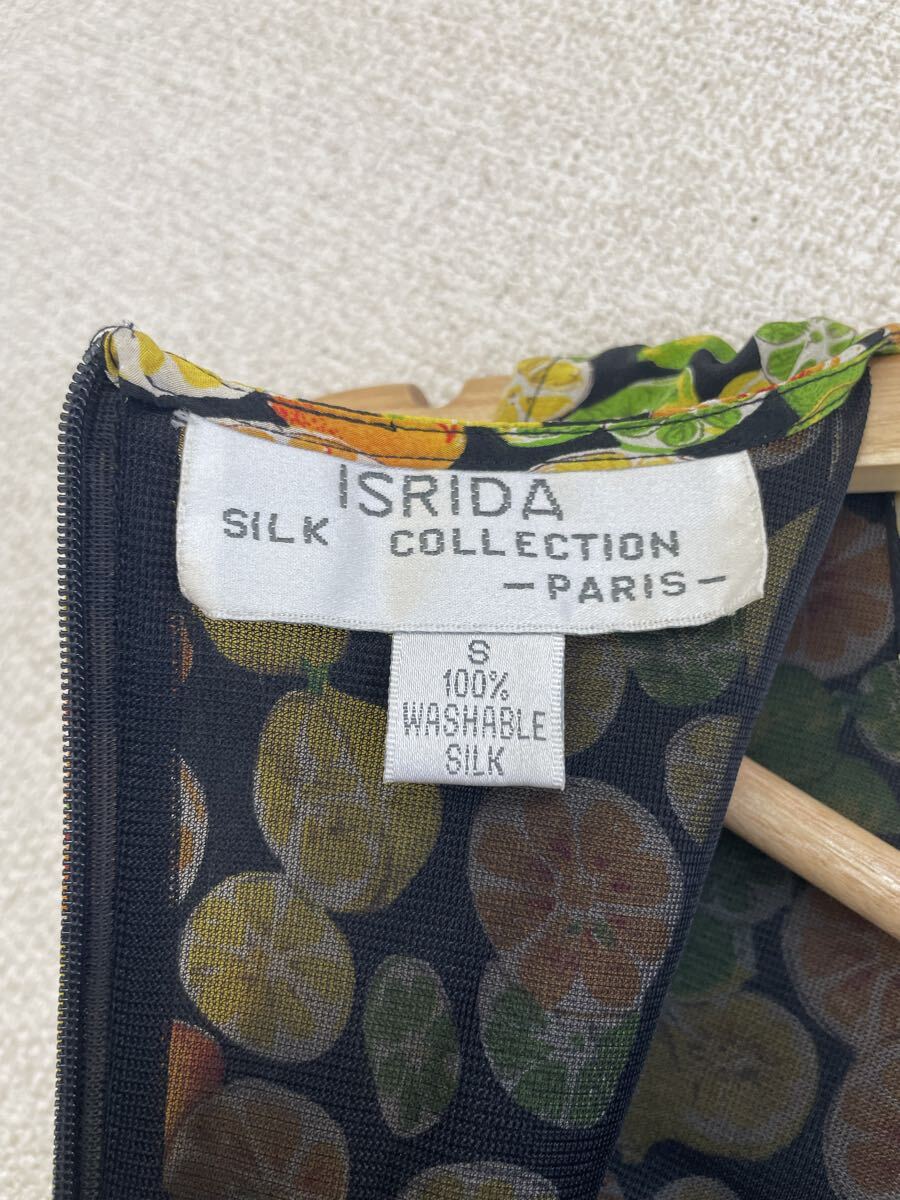 ISRIDA
SILK COLLECTION
-PARIS-
S
100%
WASHABLE
SILK